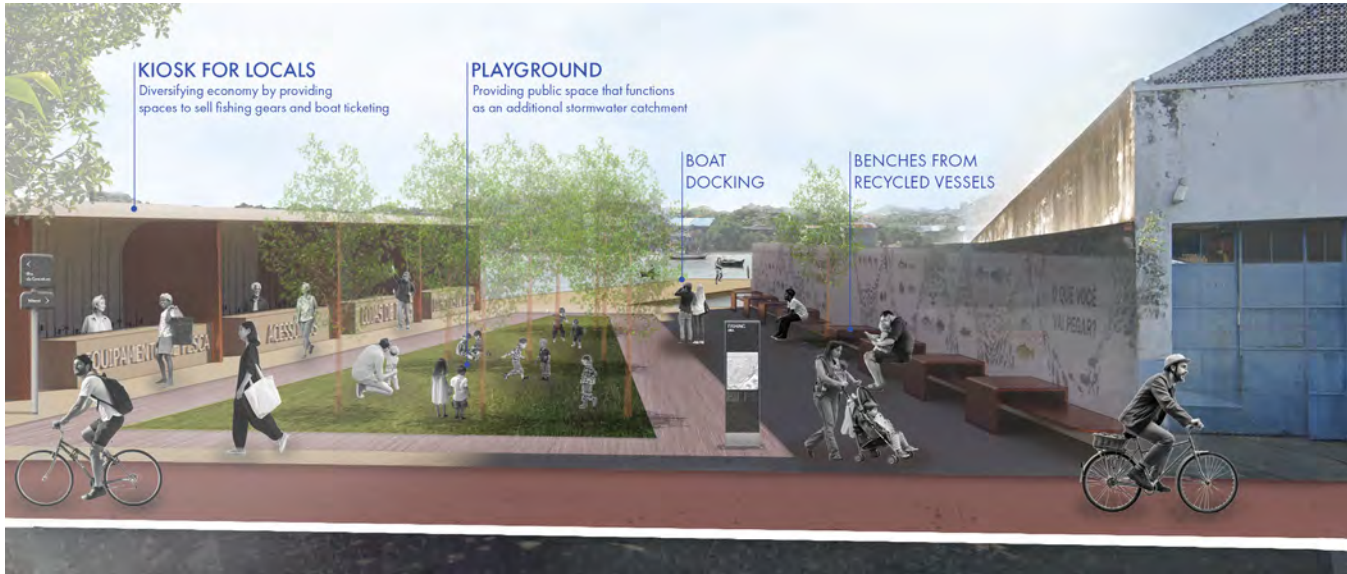 KIOSK FOR LOCALS
Diversifying economy by providing
spaces to sell fishing gears and boat ticketing
PLAYGROUND
Providing public space that functions
as an additional stormwater catchment
BOAT
DOCKING
BENCHES FROM
RECYCLED VESSELS
O QUE VOCÊ
VAI PEGAR?
FISHING